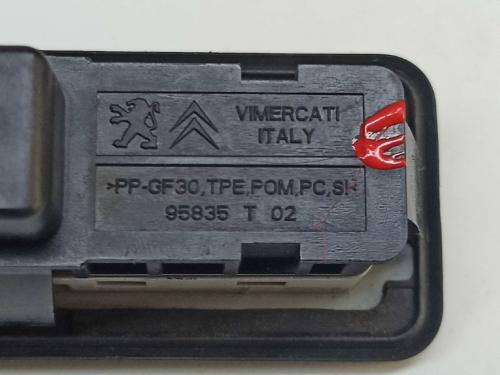 VIMERCATI
ITALY
>PP-GF30,TPE,POM,PC,SI<
95835 T 02